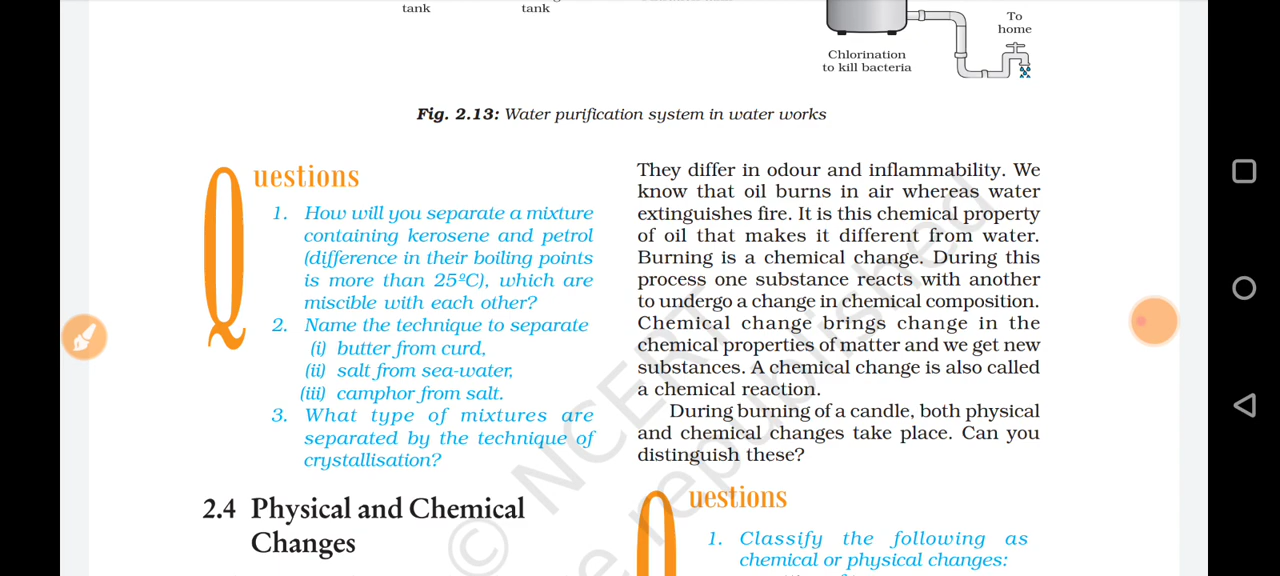 tank
tank
To
home
Chlorination
to kill bacteria
Fig. 2.13: Water purification system in water works
Questions
1. How will you separate a mixture
containing kerosene and petrol
(difference in their boiling points
is more than 25ºC), which are
miscible with each other?
2. Name the technique to separate
(i) butter from curd,
(ii) salt from sea-water,
(iii) camphor from salt.
3. What type of mixtures are
separated by the technique of
crystallisation?
2.4 Physical and Chemical
Changes
They differ in odour and inflammability. We
know that oil burns in air whereas water
extinguishes fire. It is this chemical property
of oil that makes it different from water.
Burning is a chemical change. During this
process one substance reacts with another
to undergo a change in chemical composition.
Chemical change brings change in the
chemical properties of matter and we get new
substances. A chemical change is also called
a chemical reaction.
During burning of a candle, both physical
and chemical changes take place. Can you
distinguish these?
Questions
1. Classify the following as
chemical or physical changes:
© NCERT
be republished